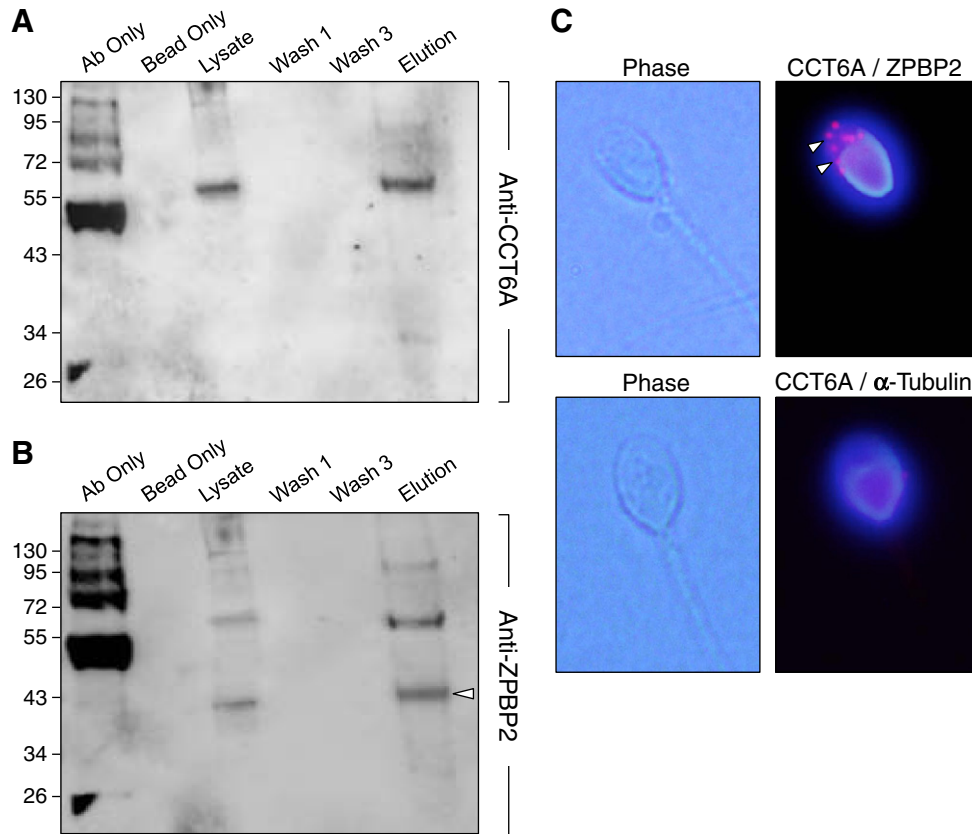 A
Ab Only
Bead Only
Lysate
Wash 1
Wash 3
Elution
130
95
72
55
43
34
26
Anti-CCT6A
B
Ab Only
Bead Only
Lysate
Wash 1
Wash 3
Elution
130
95
72
55
43
34
26
Anti-ZPBP2
C
Phase
CCT6A / ZPBP2
Phase
CCT6A / α-Tubulin